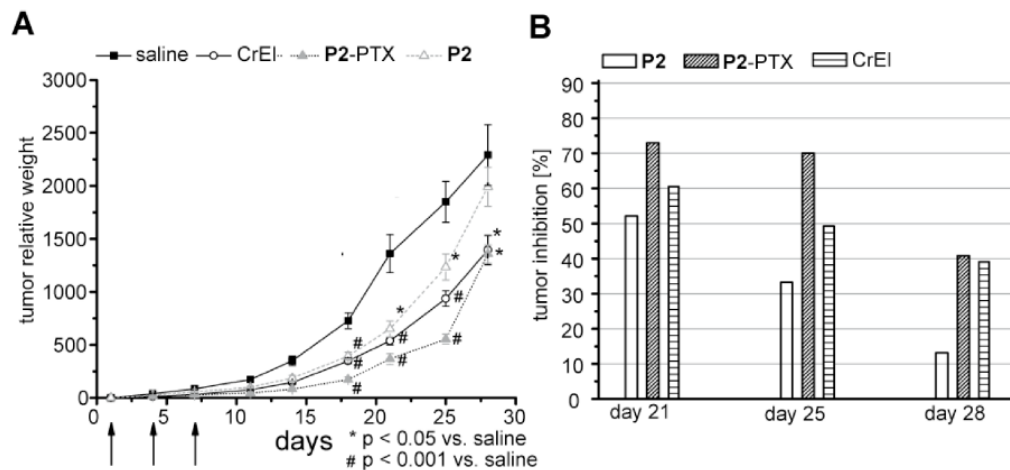 A
saline CrEl P2-PTX P2
3000
2500
2000
1500
1000
500
0
tumor relative weight
0 5 10 15 20 25 30
days
* p < 0.05 vs. saline
# p < 0.001 vs. saline
* * * *
# # # # # #
B
P2 P2-PTX CrEl
90
80
70
60
50
40
30
20
10
0
tumor inhibition [%]
day 21 day 25 day 28